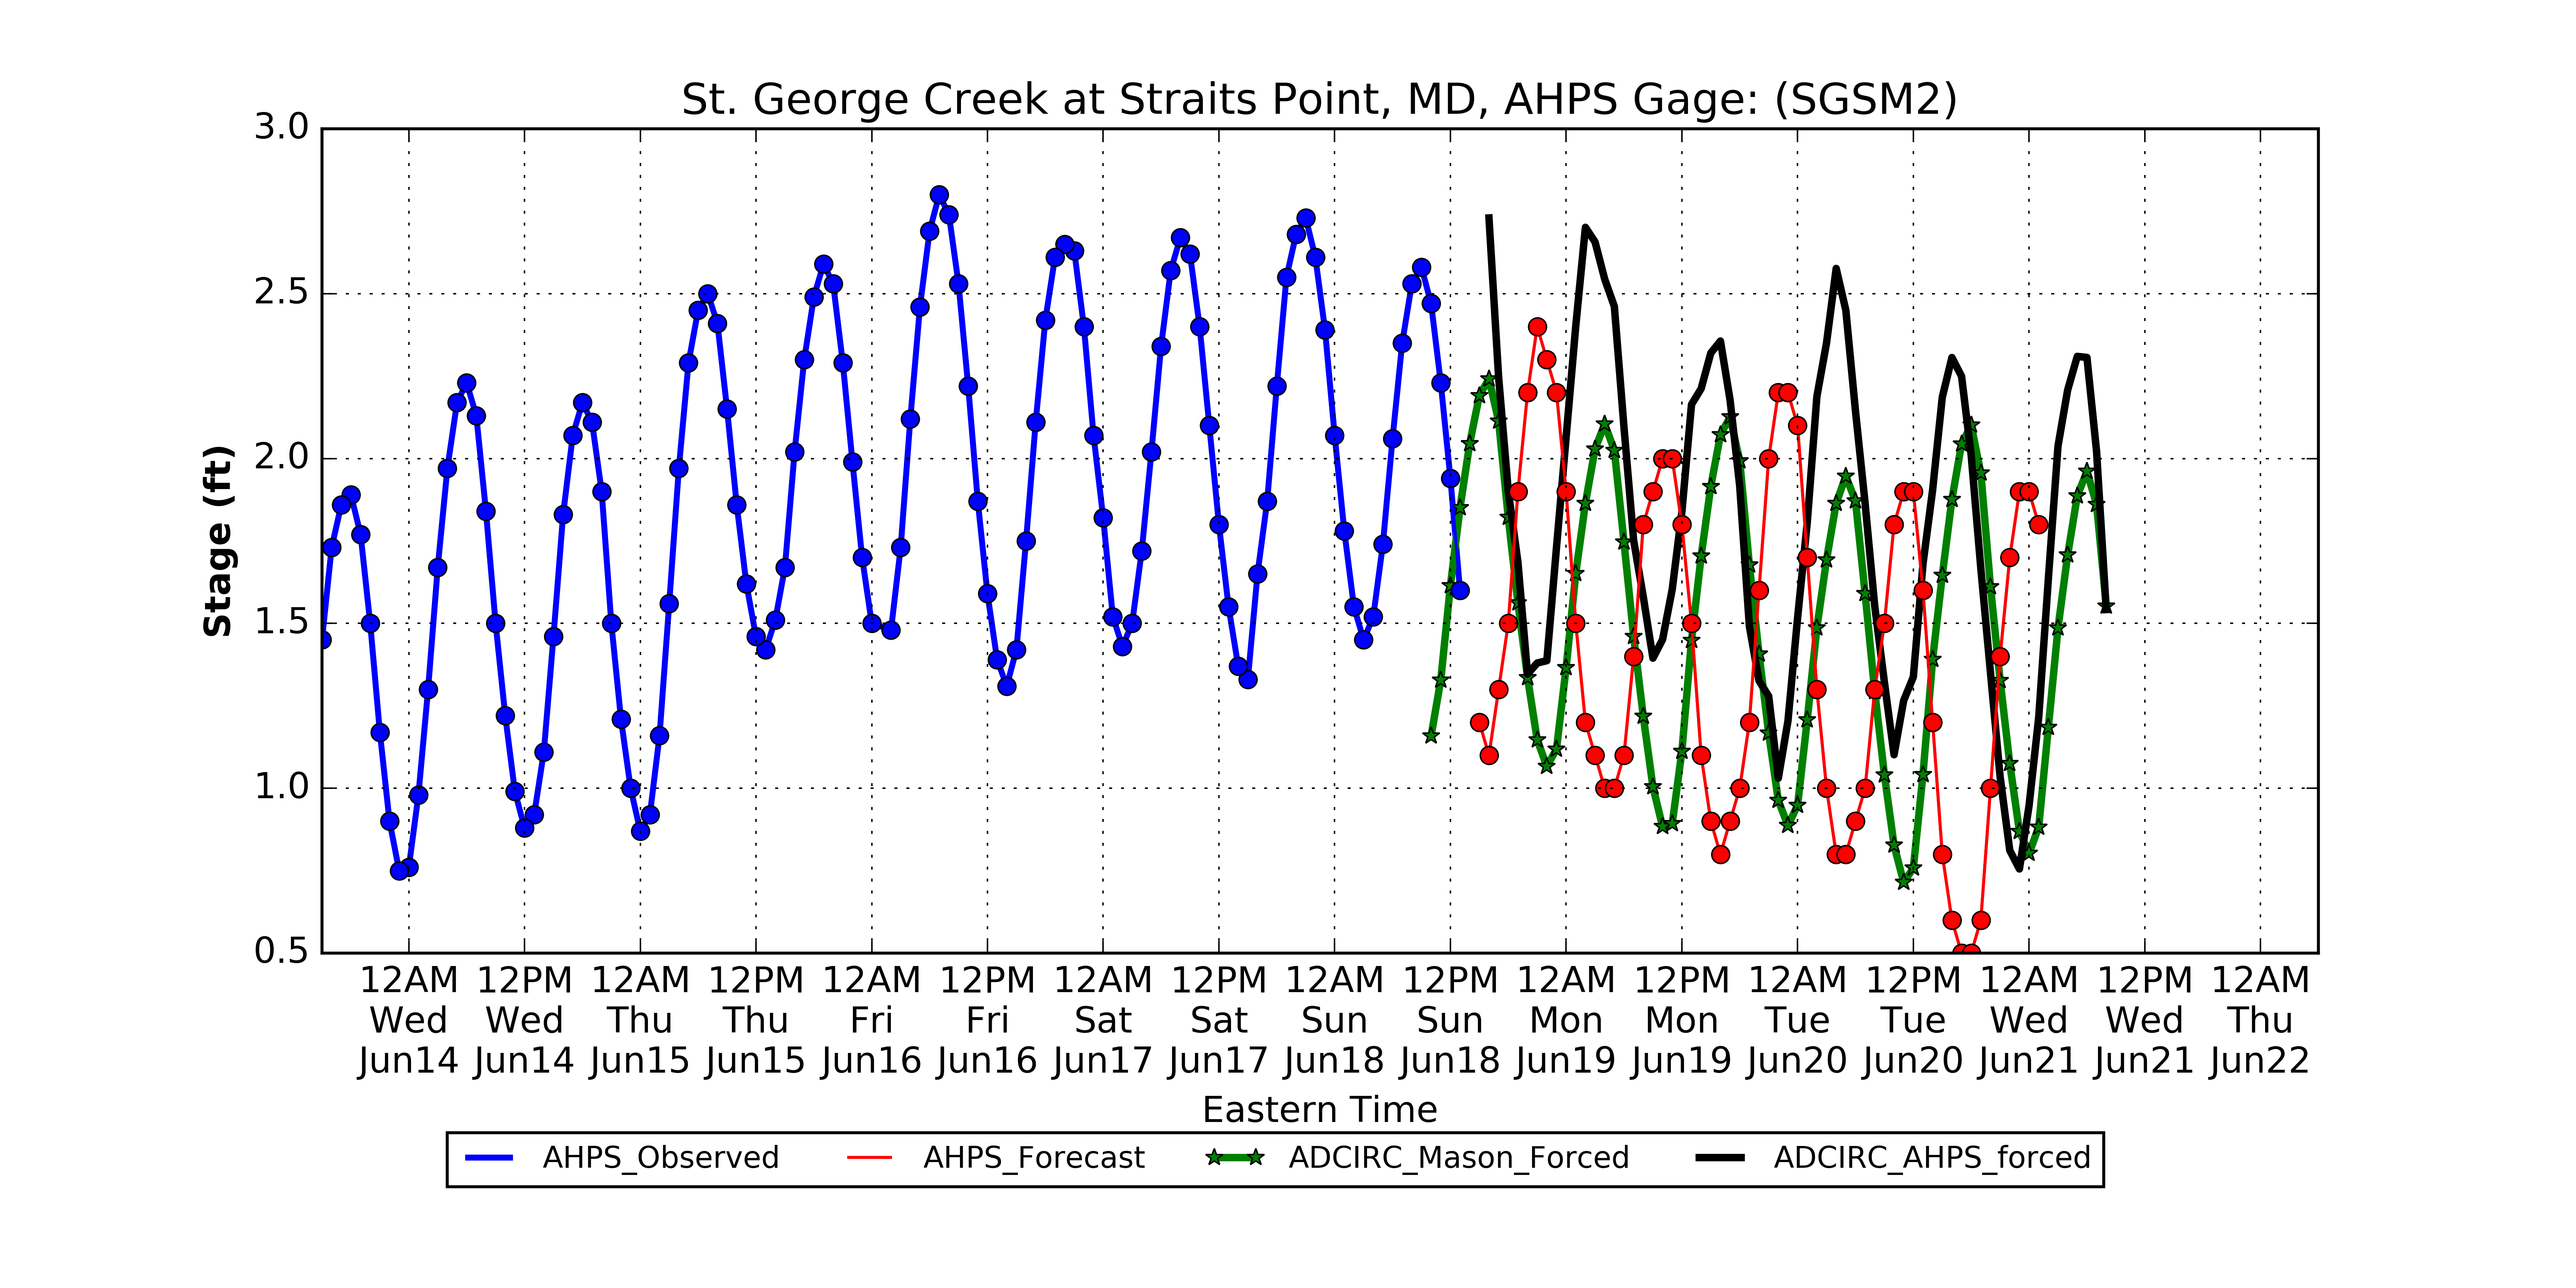 St. George Creek at Straits Point, MD, AHPS Gage: (SGSM2)
3.0
2.5
2.0
1.5
1.0
0.5
Stage (ft)
12AM 12PM 12AM 12PM 12AM 12PM 12AM 12PM 12AM 12PM 12AM 12PM 12AM 12PM 12AM 12PM 12AM
Wed Wed Thu Thu Fri Fri Sat Sat Sun Sun Mon Mon Tue Tue Wed Wed Thu
Jun14 Jun14 Jun15 Jun15 Jun16 Jun16 Jun17 Jun17 Jun18 Jun18 Jun19 Jun19 Jun20 Jun20 Jun21 Jun21 Jun22
Eastern Time
AHPS_Observed AHPS_Forecast ADCIRC_Mason_Forced ADCIRC_AHPS_forced